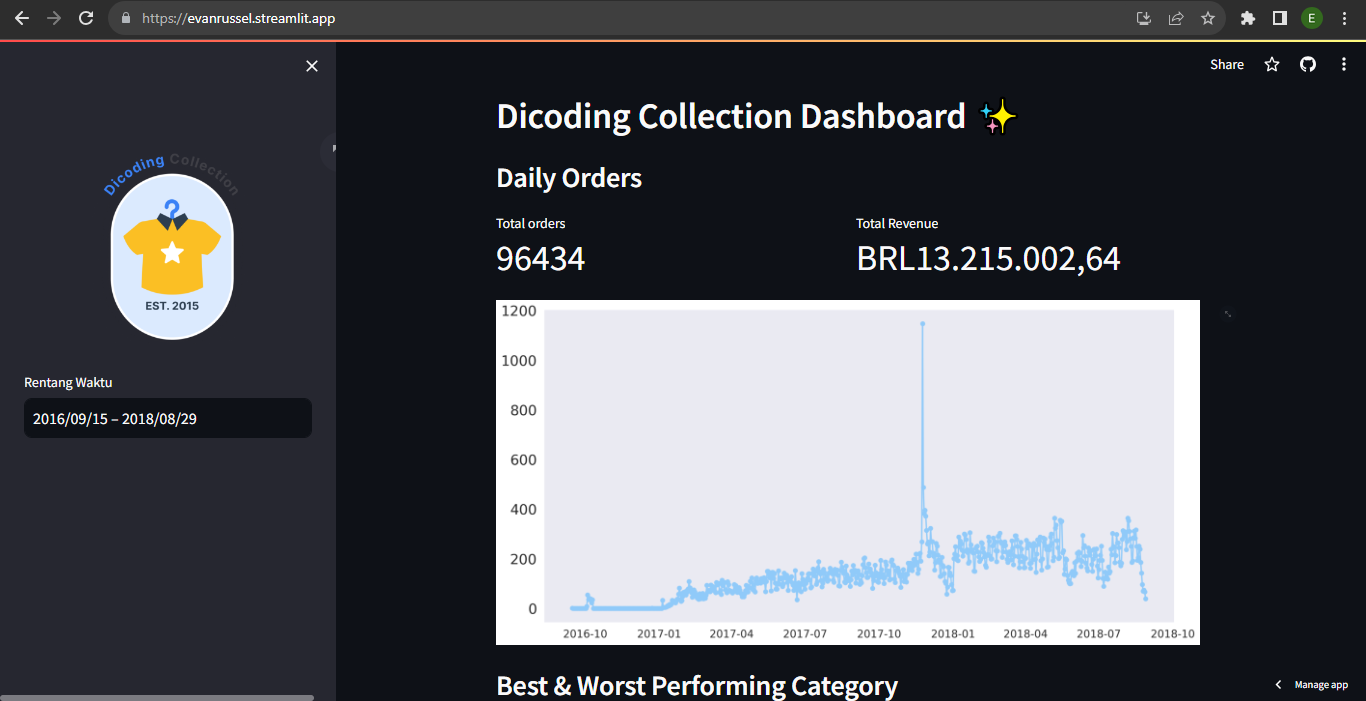 https://evanrussel.streamlit.app
E
Share
Dicoding Collection
EST. 2015
Rentang Waktu
2016/09/15 – 2018/08/29
Dicoding Collection Dashboard ✨
Daily Orders
Total orders
96434
Total Revenue
BRL13.215.002,64
1200
1000
800
600
400
200
0
2016-10 2017-01 2017-04 2017-07 2017-10 2018-01 2018-04 2018-07 2018-10
Best & Worst Performing Category
Manage app